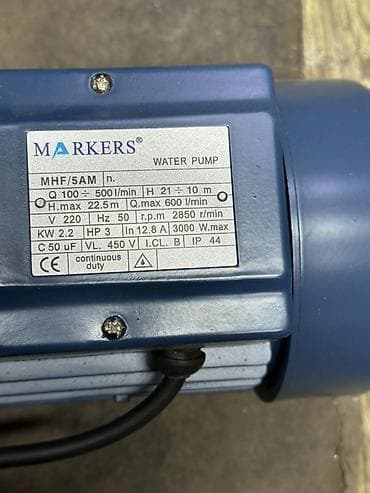 MARKERS®
WATER PUMP
MHF/5AM n.
Q 100 ÷ 500 l/min H 21 ÷ 10 m
H.max 22.5 m Q.max 600 l/min
V 220 Hz 50 r.p.m 2850 r/min
KW 2.2 HP 3 In 12.8 A 3000 W.max
C 50 uF VL. 450 V I.CL. B IP 44
CE continuous
duty